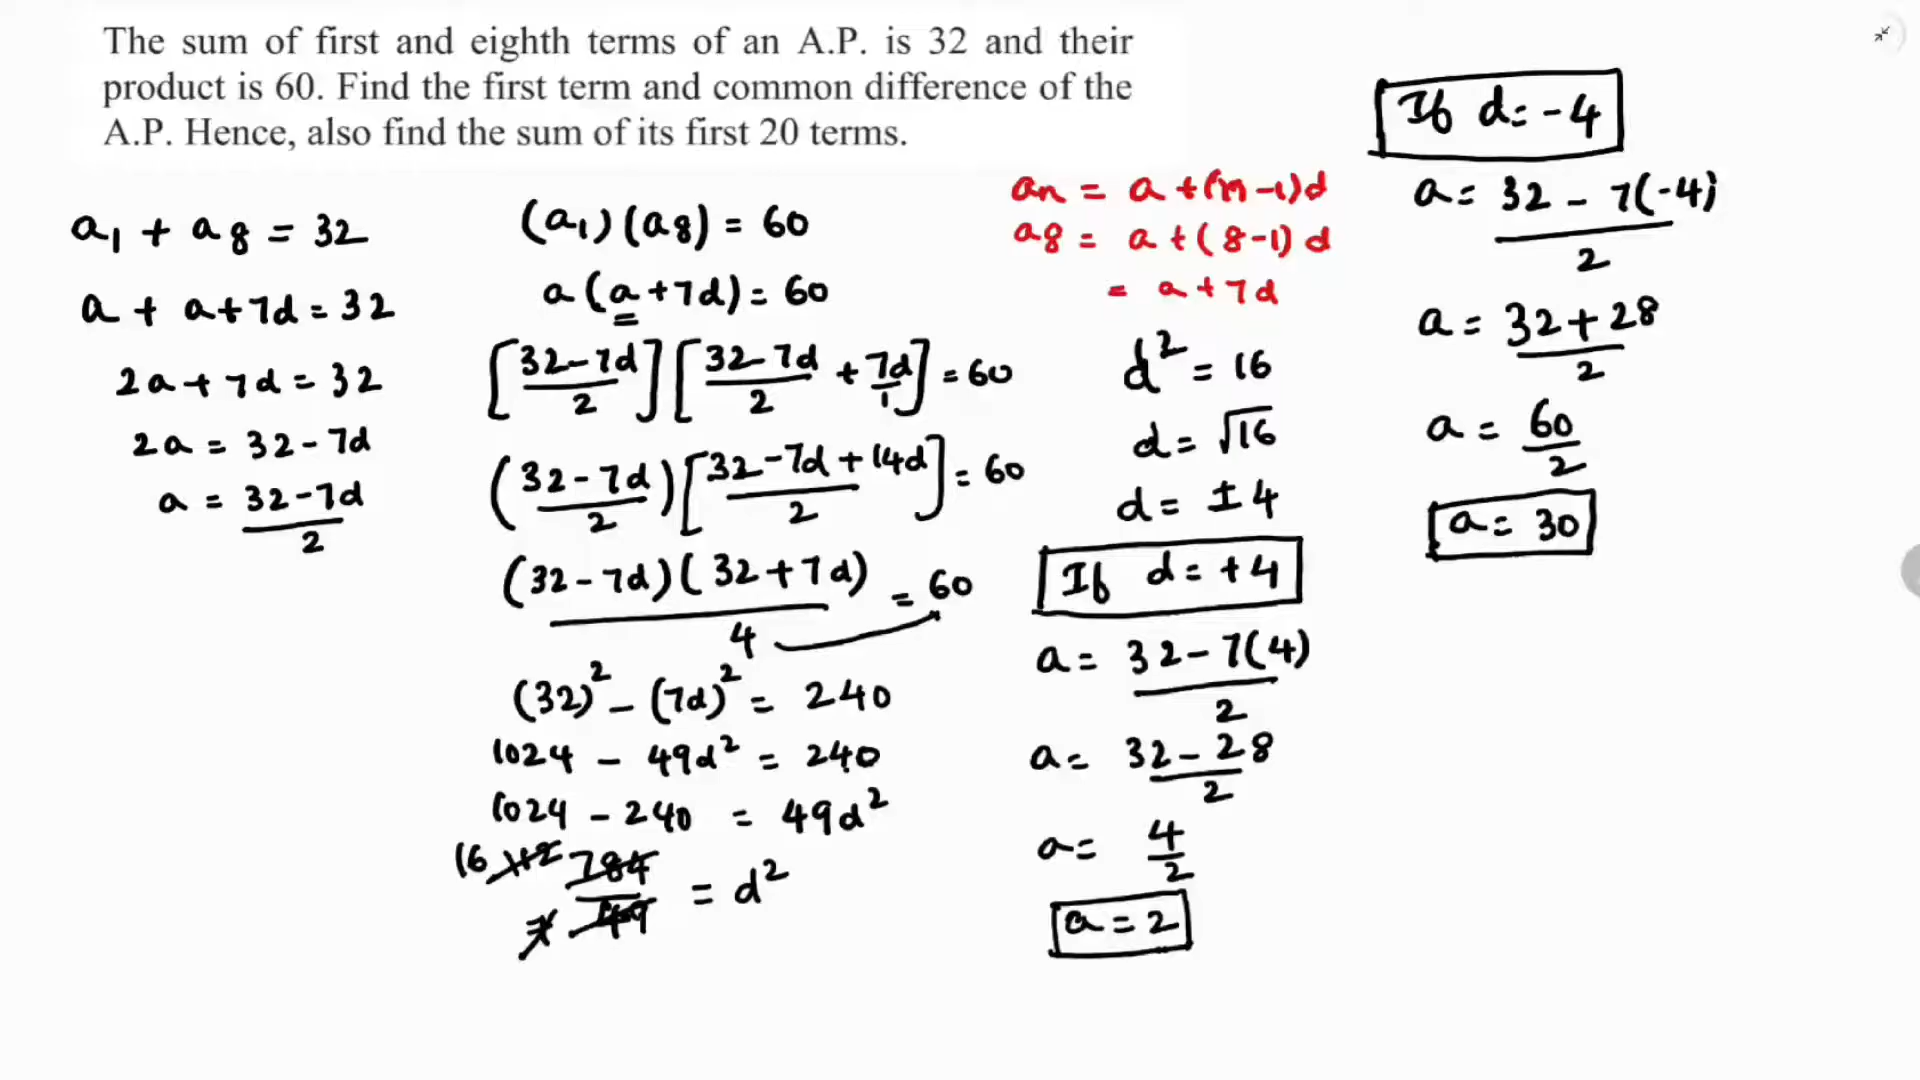 The sum of first and eighth terms of an A.P. is 32 and their
product is 60. Find the first term and common difference of the
A.P. Hence, also find the sum of its first 20 terms.
a₁ + a8 = 32
a + a+7d = 32
2a + 7d = 32
2a = 32 - 7d
a = (32-7d)/2
(a₁)(a8) = 60
a(a+7d) = 60
[(32-7d)/2][(32-7d)/2 + 7d/1] = 60
((32-7d)/2)[(32-7d+14d)/2] = 60
(32-7d)(32+7d)/4 = 60
(32)² - (7d)² = 240
1024 - 49d² = 240
1024 - 240 = 49d²
16 112 784/49 7 = d²
an = a+(n-1)d
a8 = a+(8-1)d
= a+7d
d² = 16
d = √16
d = ±4
If d = +4
a = (32-7(4))/2
a = (32-28)/2
a = 4/2
a = 2
If d = -4
a = (32-7(-4))/2
a = (32+28)/2
a = 60/2
a = 30